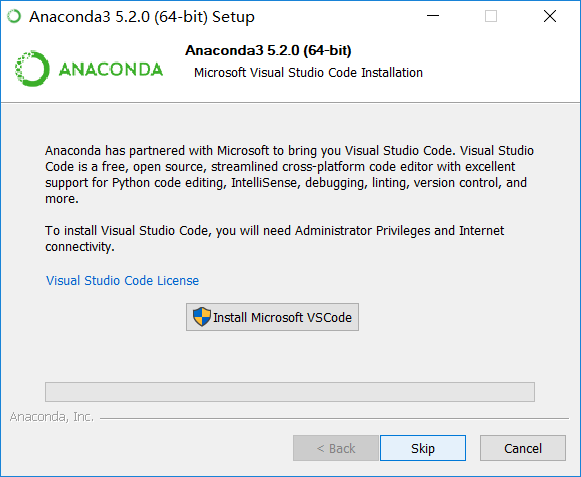 Anaconda3 5.2.0 (64-bit) Setup
ANACONDA
Anaconda3 5.2.0 (64-bit)
Microsoft Visual Studio Code Installation
Anaconda has partnered with Microsoft to bring you Visual Studio Code. Visual Studio
Code is a free, open source, streamlined cross-platform code editor with excellent
support for Python code editing, IntelliSense, debugging, linting, version control, and
more.
To install Visual Studio Code, you will need Administrator Privileges and Internet
connectivity.
Visual Studio Code License
Install Microsoft VSCode
Anaconda, Inc.
< Back
Skip
Cancel